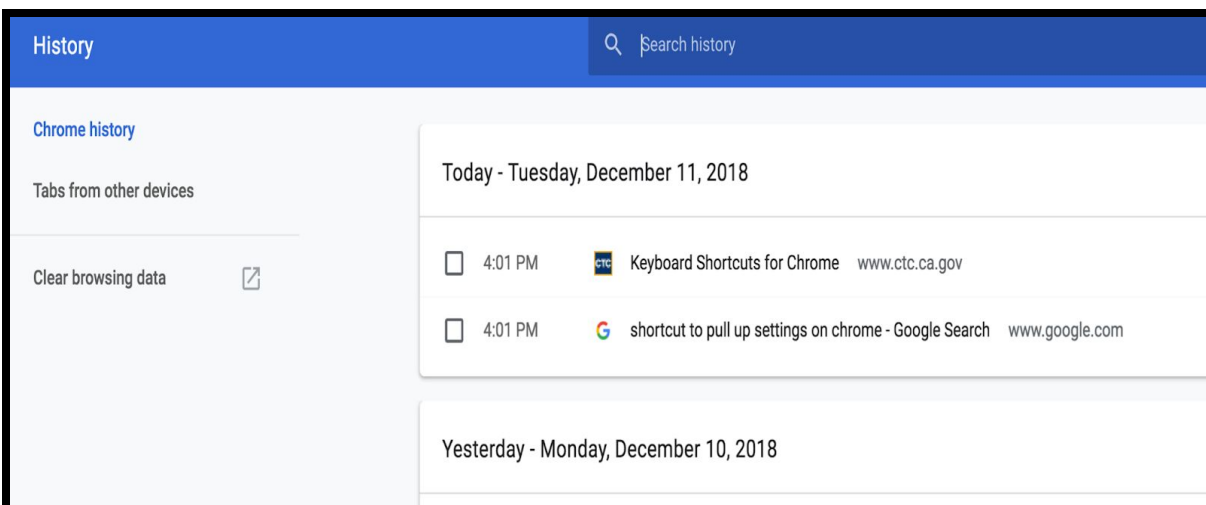 History
Search history
Chrome history
Tabs from other devices
Clear browsing data
Today - Tuesday, December 11, 2018
4:01 PM CTC Keyboard Shortcuts for Chrome www.ctc.ca.gov
4:01 PM G shortcut to pull up settings on chrome - Google Search www.google.com
Yesterday - Monday, December 10, 2018